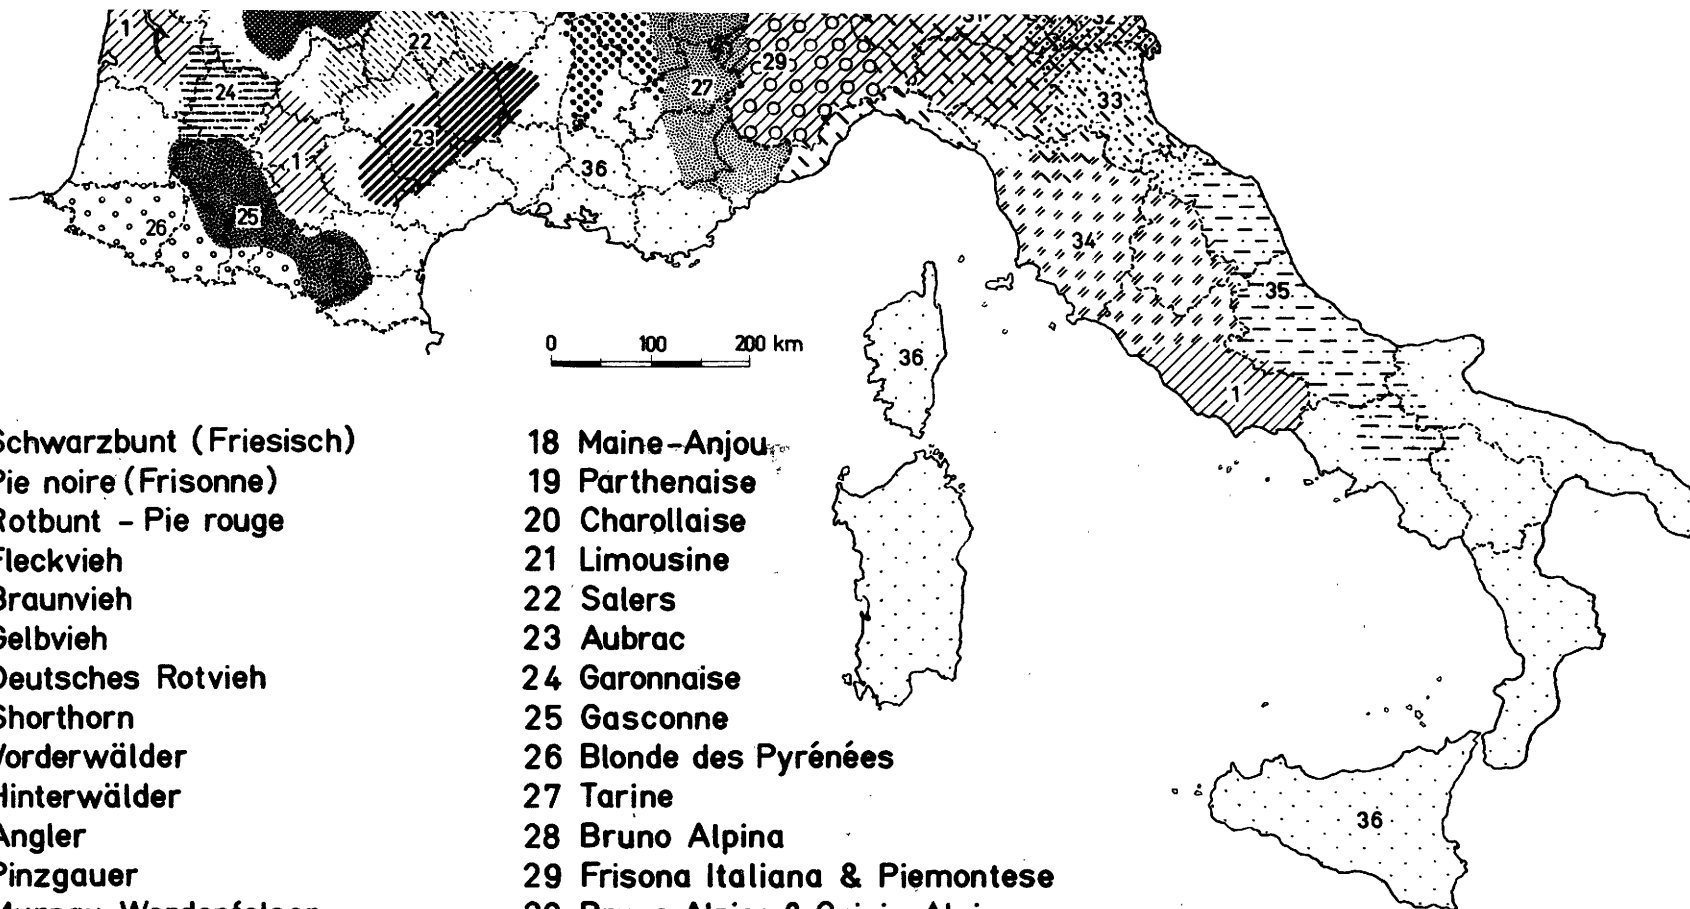 1
22
24
23
1
25
26
36
27
29
31
32
33
34
35
1
36
36
0 100 200 km
Schwarzbunt (Friesisch)
Pie noire (Frisonne)
Rotbunt - Pie rouge
Fleckvieh
Braunvieh
Gelbvieh
Deutsches Rotvieh
Shorthorn
Vorderwälder
Hinterwälder
Angler
Pinzgauer
18 Maine-Anjou
19 Parthenaise
20 Charollaise
21 Limousine
22 Salers
23 Aubrac
24 Garonnaise
25 Gasconne
26 Blonde des Pyrénées
27 Tarine
28 Bruno Alpina
29 Frisona Italiana & Piemontese